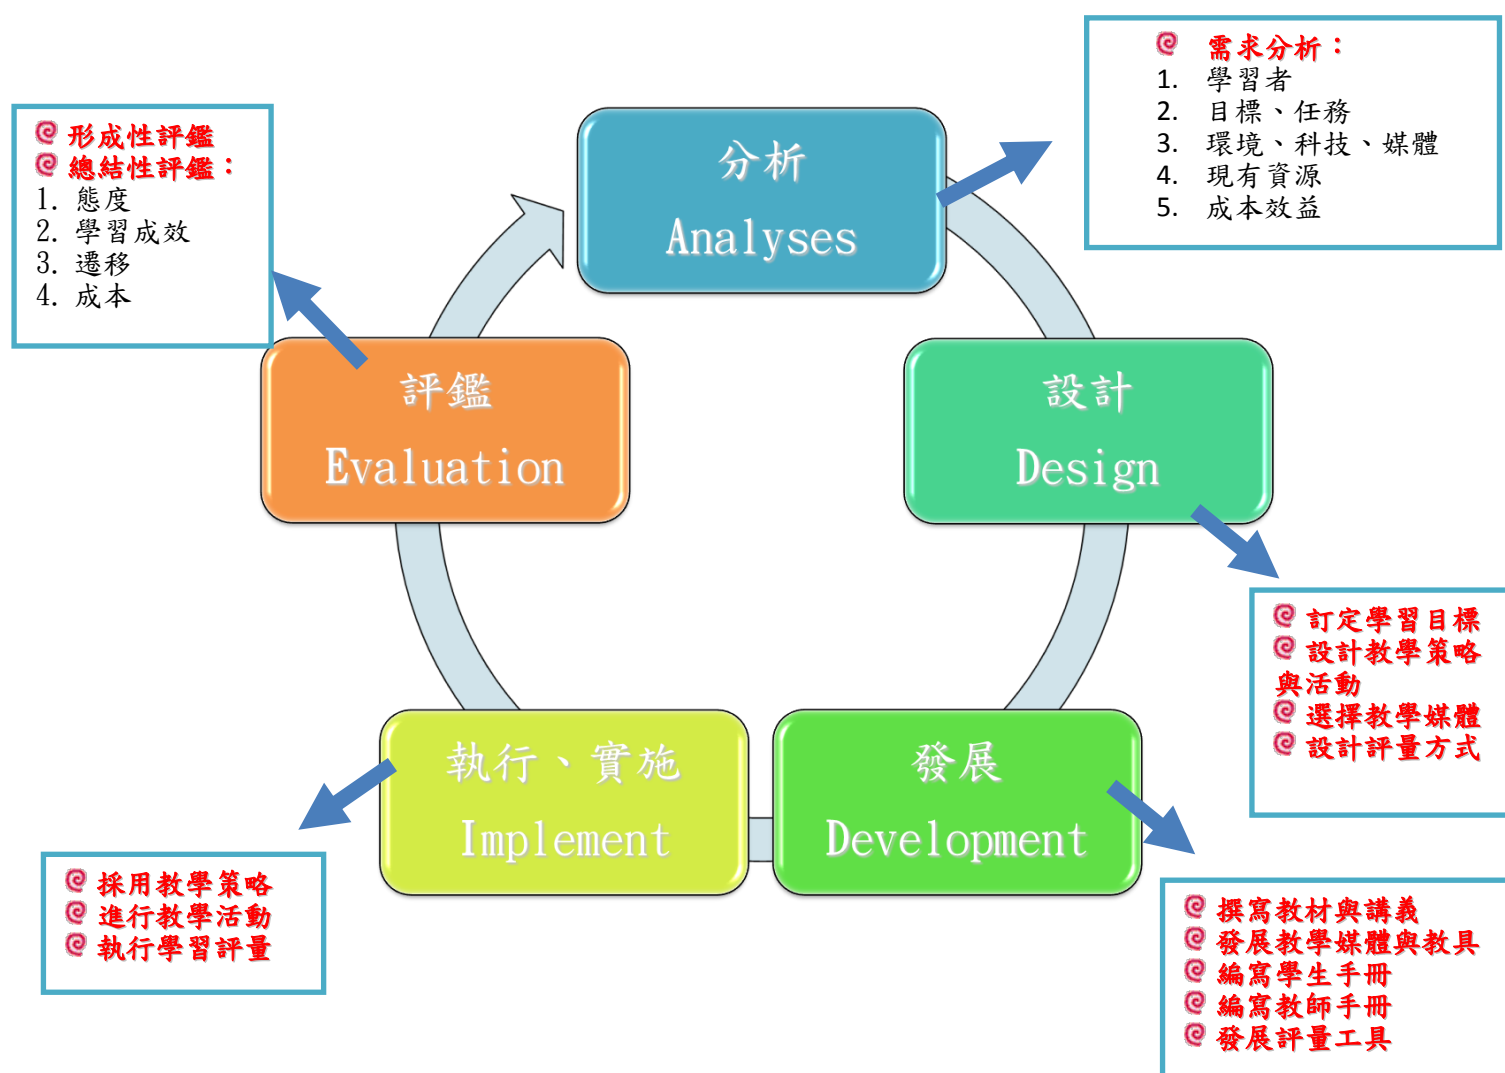 分析
Analyses
需求分析：
1. 學習者
2. 目標、任務
3. 環境、科技、媒體
4. 現有資源
5. 成本效益
設計
Design
訂定學習目標
設計教學策略
與活動
選擇教學媒體
設計評量方式
發展
Development
撰寫教材與講義
發展教學媒體與教具
編寫學生手冊
編寫教師手冊
發展評量工具
執行、實施
Implement
採用教學策略
進行教學活動
執行學習評量
評鑑
Evaluation
形成性評鑑
總結性評鑑：
1. 態度
2. 學習成效
3. 遷移
4. 成本